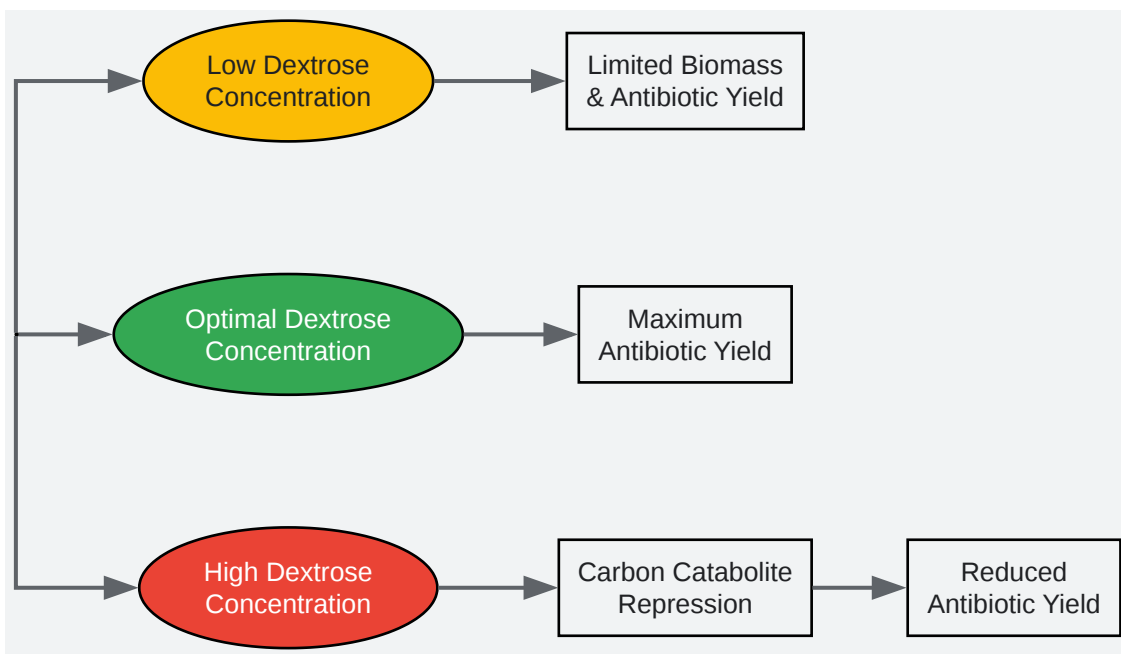 Low Dextrose
Concentration
Limited Biomass
& Antibiotic Yield
Optimal Dextrose
Concentration
Maximum
Antibiotic Yield
High Dextrose
Concentration
Carbon Catabolite
Repression
Reduced
Antibiotic Yield